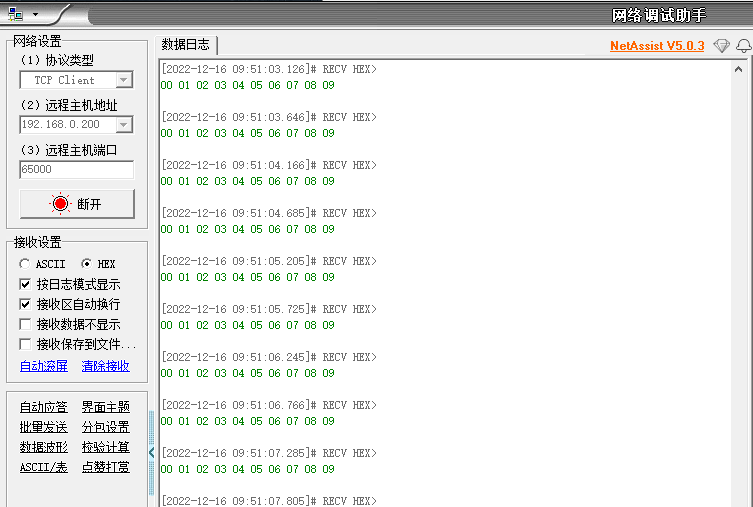 网络调试助手
网络设置
（1）协议类型
TCP Client
（2）远程主机地址
192.168.0.200
（3）远程主机端口
65000
断开
接收设置
ASCII HEX
按日志模式显示
接收区自动换行
接收数据不显示
接收保存到文件...
自动滚屏 清除接收
自动应答 界面主题
批量发送 分包设置
数据波形 校验计算
ASCII/表 点赞打赏
数据日志
NetAssist V5.0.3
[2022-12-16 09:51:03.126]# RECV HEX>
00 01 02 03 04 05 06 07 08 09
[2022-12-16 09:51:03.646]# RECV HEX>
00 01 02 03 04 05 06 07 08 09
[2022-12-16 09:51:04.166]# RECV HEX>
00 01 02 03 04 05 06 07 08 09
[2022-12-16 09:51:04.685]# RECV HEX>
00 01 02 03 04 05 06 07 08 09
[2022-12-16 09:51:05.205]# RECV HEX>
00 01 02 03 04 05 06 07 08 09
[2022-12-16 09:51:05.725]# RECV HEX>
00 01 02 03 04 05 06 07 08 09
[2022-12-16 09:51:06.245]# RECV HEX>
00 01 02 03 04 05 06 07 08 09
[2022-12-16 09:51:06.766]# RECV HEX>
00 01 02 03 04 05 06 07 08 09
[2022-12-16 09:51:07.285]# RECV HEX>
00 01 02 03 04 05 06 07 08 09
[2022-12-16 09:51:07.805]# RECV HEX>